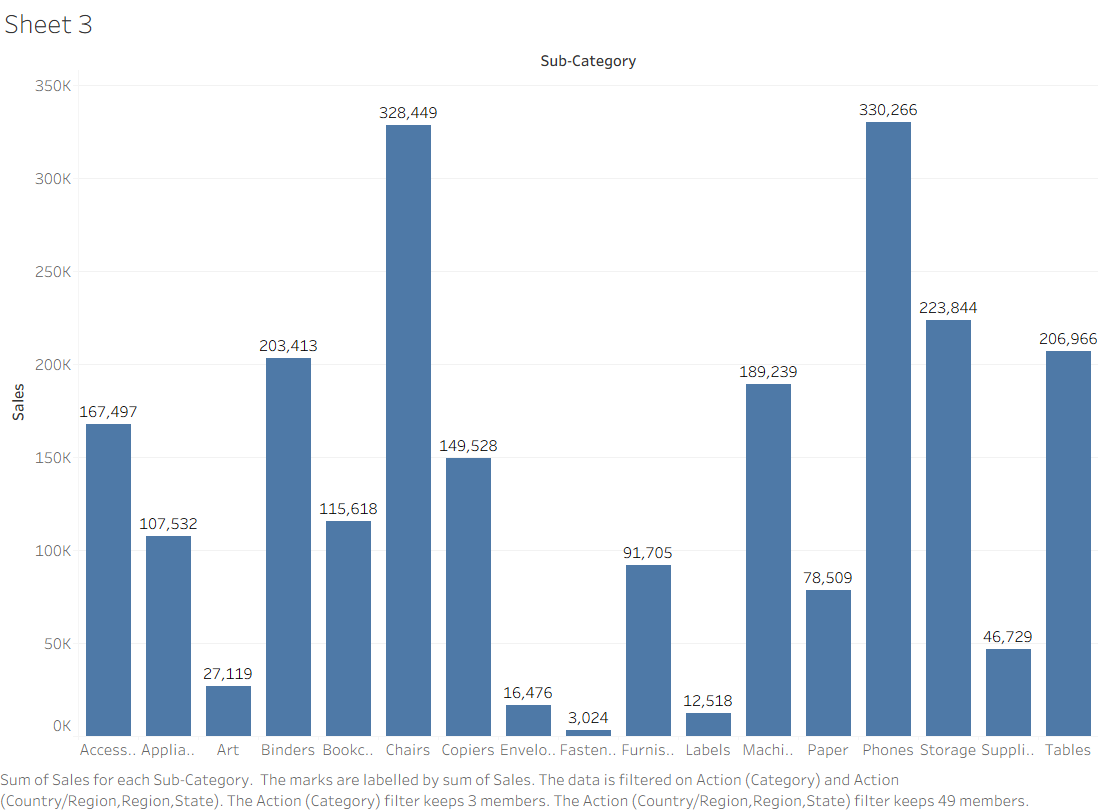 Sheet 3
Sub-Category
350K
300K
250K
200K
150K
100K
50K
0K
Sales
167,497
107,532
27,119
203,413
115,618
328,449
149,528
16,476
3,024
91,705
12,518
189,239
78,509
330,266
223,844
46,729
206,966
Access.. Applia.. Art Binders Bookc.. Chairs Copiers Envelo.. Fasten.. Furnis.. Labels Machi.. Paper Phones Storage Suppli.. Tables
Sum of Sales for each Sub-Category.  The marks are labelled by sum of Sales. The data is filtered on Action (Category) and Action
(Country/Region,Region,State). The Action (Category) filter keeps 3 members. The Action (Country/Region,Region,State) filter keeps 49 members.